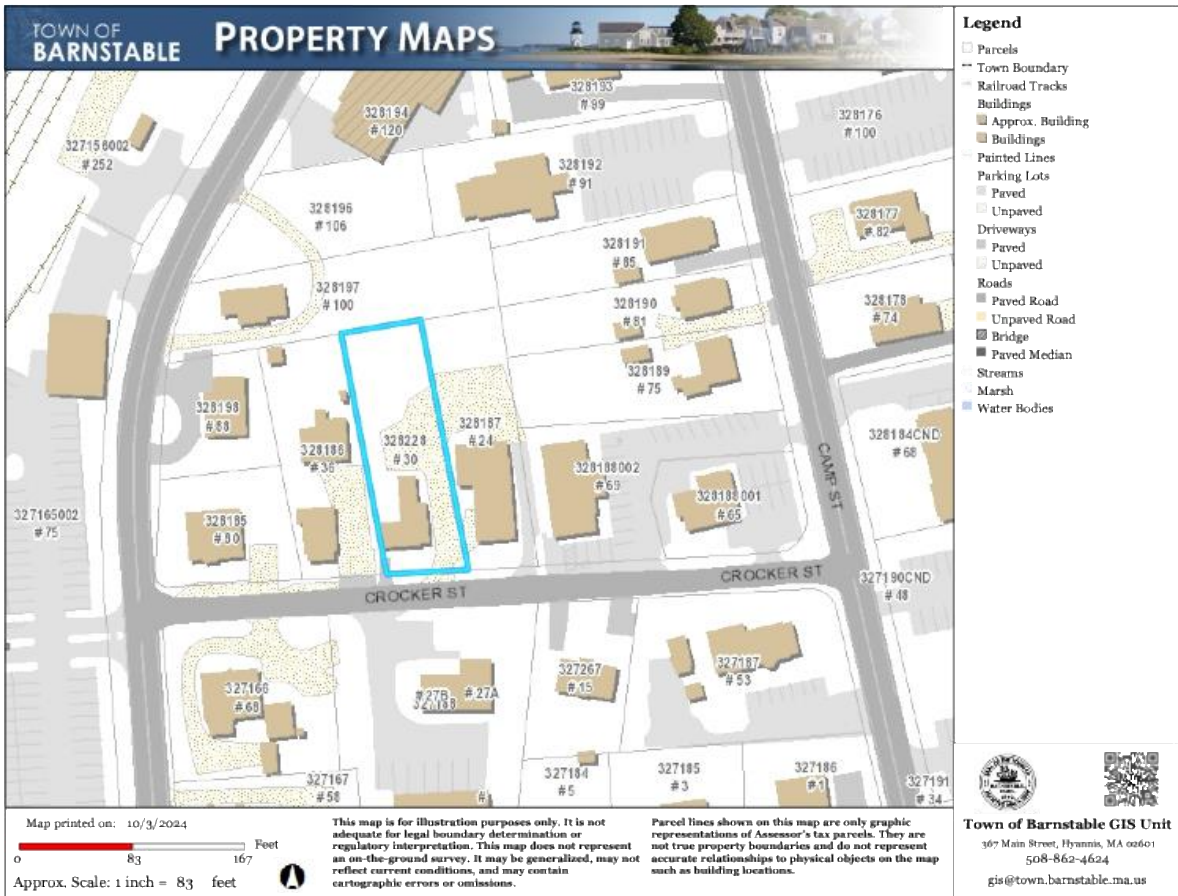 TOWN OF
BARNSTABLE
PROPERTY MAPS
328193
# 99
328194
# 120
328176
# 100
327156002
# 252
328192
# 91
328196
# 106
328177
# 82
328191
# 85
328197
# 100
328190
# 81
328178
# 74
328189
# 75
328198
# 88
328187
# 24
328228
# 30
328186
# 36
328184CND
# 68
328188002
# 69
CAMP ST
328188001
# 65
327165002
# 75
328185
# 80
CROCKER ST
CROCKER ST
327190CND
# 48
327187
# 53
327267
# 15
327166
# 68
# 27B
# 27A
327188
327167
# 58
#
327184
# 5
327185
# 3
327186
# 1
327191
# 34
Legend
Parcels
Town Boundary
Railroad Tracks
Buildings
Approx. Building
Buildings
Painted Lines
Parking Lots
Paved
Unpaved
Driveways
Paved
Unpaved
Roads
Paved Road
Unpaved Road
Bridge
Paved Median
Streams
Marsh
Water Bodies
Map printed on: 10/3/2024
Feet
0 83 167
Approx. Scale: 1 inch = 83 feet
This map is for illustration purposes only. It is not
adequate for legal boundary determination or
regulatory interpretation. This map does not represent
an on-the-ground survey. It may be generalized, may not
reflect current conditions, and may contain
cartographic errors or omissions.
Parcel lines shown on this map are only graphic
representations of Assessor's tax parcels. They are
not true property boundaries and do not represent
accurate relationships to physical objects on the map
such as building locations.
Town of Barnstable GIS Unit
367 Main Street, Hyannis, MA 02601
508-862-4624
gis@town.barnstable.ma.us